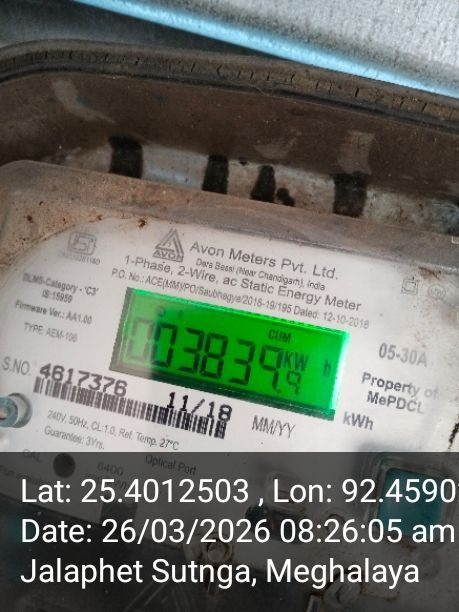 AVON
Avon Meters Pvt. Ltd.
Dera Bassi (Near Chandigarh), India
1-Phase, 2-Wire, ac Static Energy Meter
P.O. No.: ACE(MM)/PO/Saubhagya/2018-19/195 Dated: 12-10-2018
DLMS-Category - 'C3'
IS:15959
Firmware Ver.: AA1.00
TYPE: AEM-106
CUM
003839.9
KW h
05-30A
Property of
MePDCL
kWh
S.NO. 4617376
11/18
MM/YY
240V, 50Hz, CL:1.0, Ref. Temp. 27°C
Guarantee: 3Yrs.
Optical Port
CAL
6400
Lat: 25.4012503 , Lon: 92.4590
Date: 26/03/2026 08:26:05 am
Jalaphet Sutnga, Meghalaya